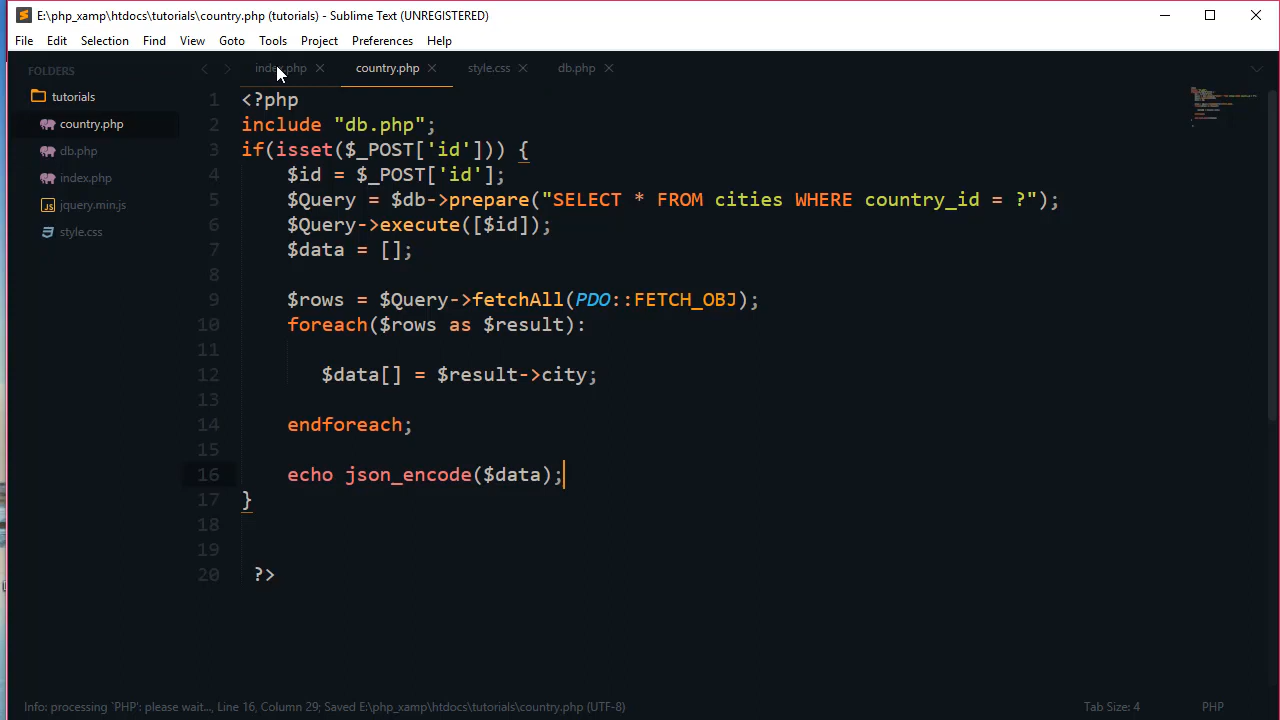 E:\php_xamp\htdocs\tutorials\country.php (tutorials) - Sublime Text (UNREGISTERED)
File Edit Selection Find View Goto Tools Project Preferences Help
FOLDERS
tutorials
country.php
db.php
index.php
jquery.min.js
style.css
index.php country.php style.css db.php
1 <?php
2 include "db.php";
3 if(isset($_POST['id'])) {
4     $id = $_POST['id'];
5     $Query = $db->prepare("SELECT * FROM cities WHERE country_id = ?");
6     $Query->execute([$id]);
7     $data = [];
8
9     $rows = $Query->fetchAll(PDO::FETCH_OBJ);
10     foreach($rows as $result):
11
12        $data[] = $result->city;
13
14     endforeach;
15
16     echo json_encode($data);
17 }
18
19
20  ?>
Info: processing `PHP': please wait..., Line 16, Column 29; Saved E:\php_xamp\htdocs\tutorials\country.php (UTF-8) Tab Size: 4 PHP